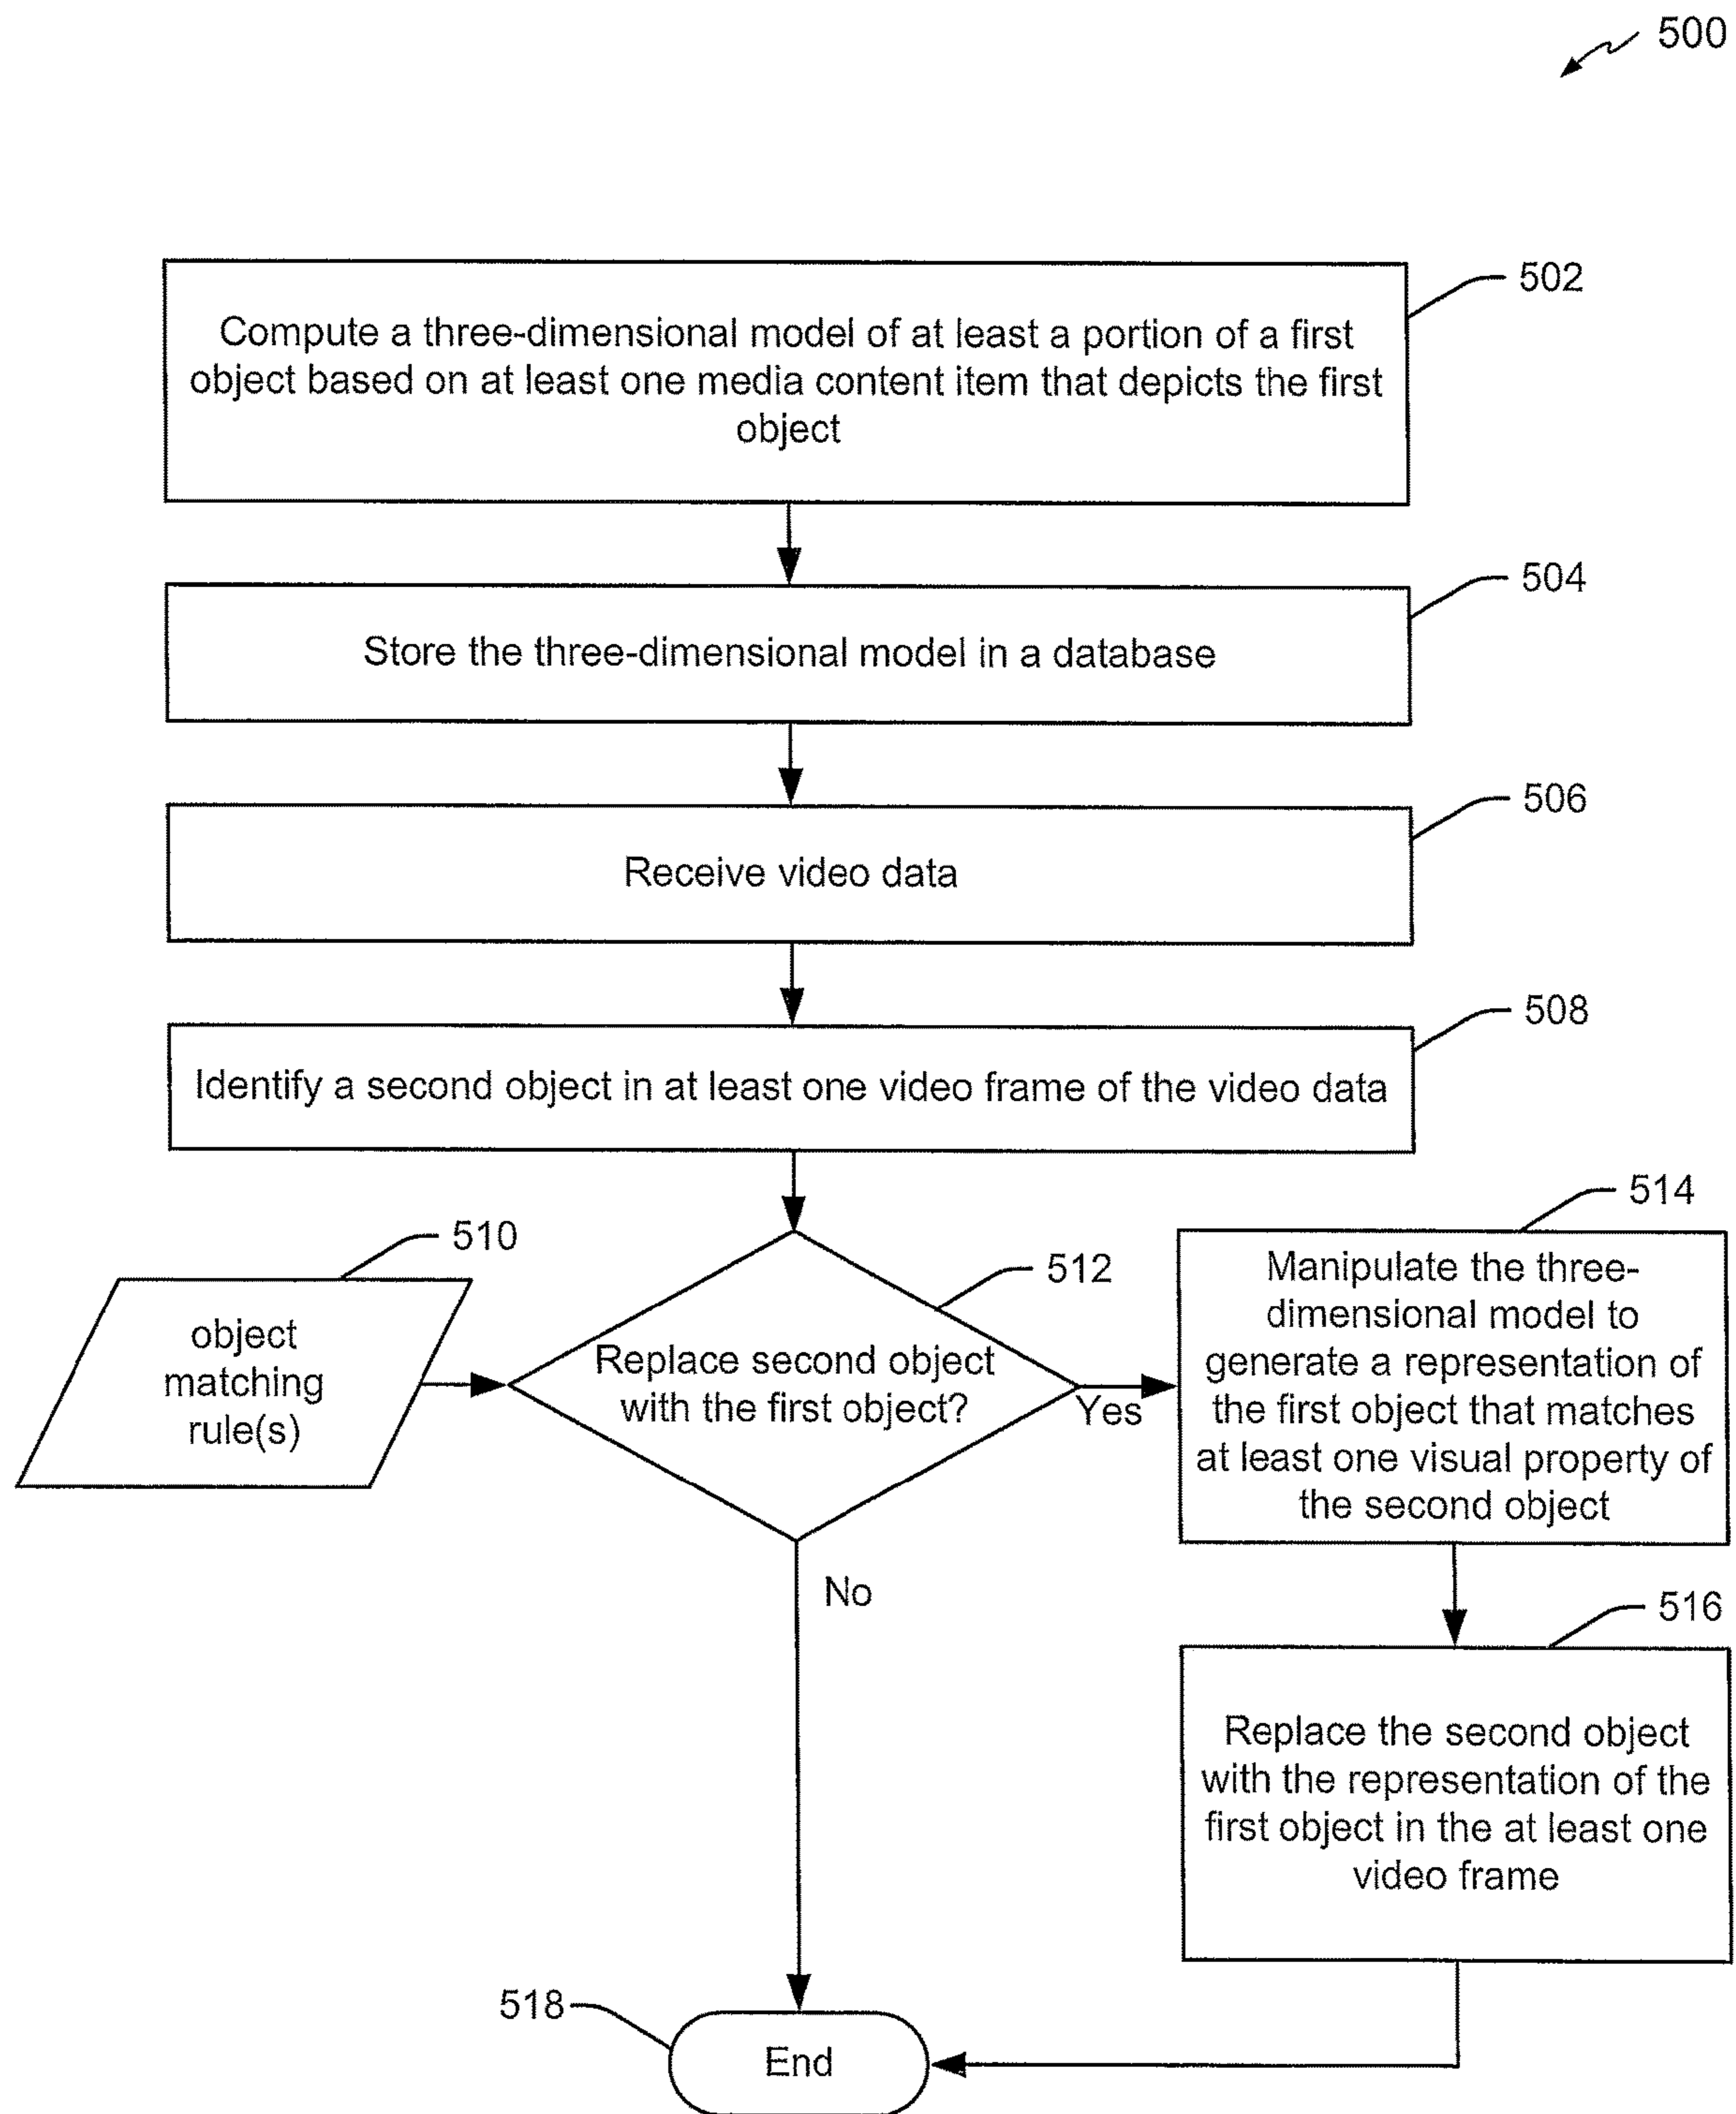 500
502
Compute a three-dimensional model of at least a portion of a first
object based on at least one media content item that depicts the first
object
504
Store the three-dimensional model in a database
506
Receive video data
508
Identify a second object in at least one video frame of the video data
510
object
matching
rule(s)
512
Replace second object
with the first object?
Yes
No
514
Manipulate the three-
dimensional model to
generate a representation of
the first object that matches
at least one visual property of
the second object
516
Replace the second object
with the representation of the
first object in the at least one
video frame
518
End